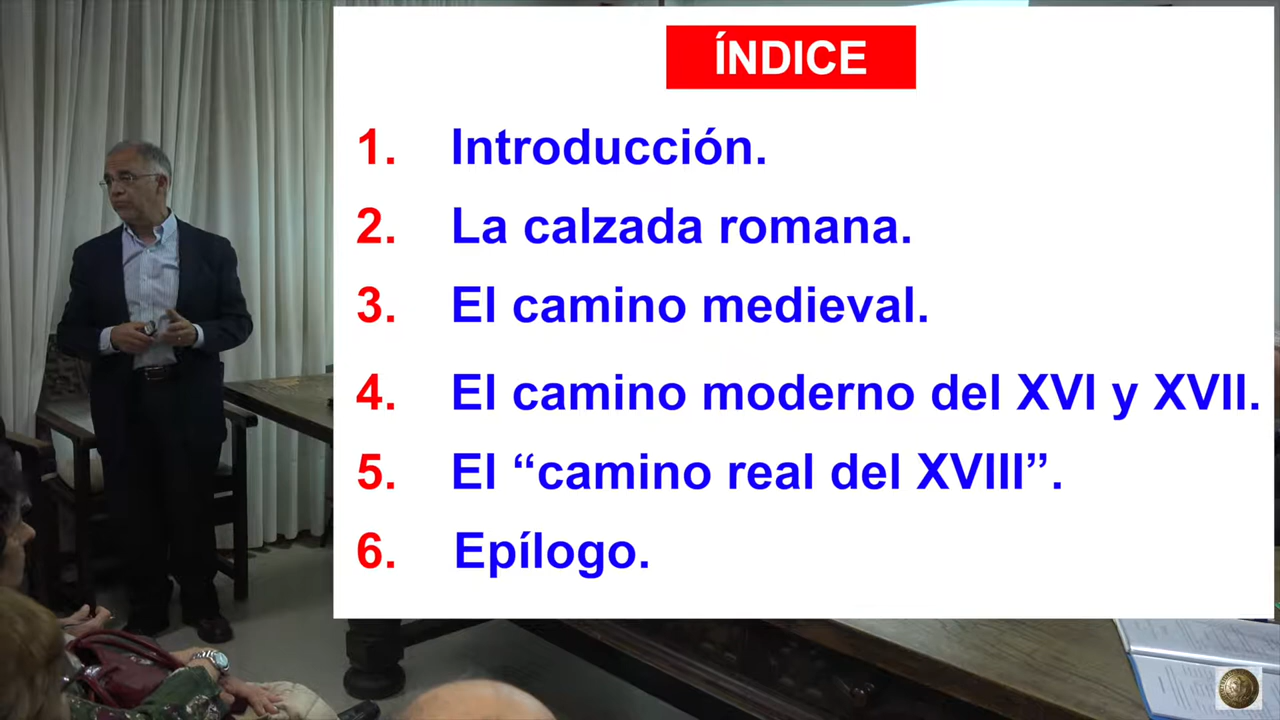 ÍNDICE
1. Introducción.
2. La calzada romana.
3. El camino medieval.
4. El camino moderno del XVI y XVII.
5. El “camino real del XVIII”.
6. Epílogo.